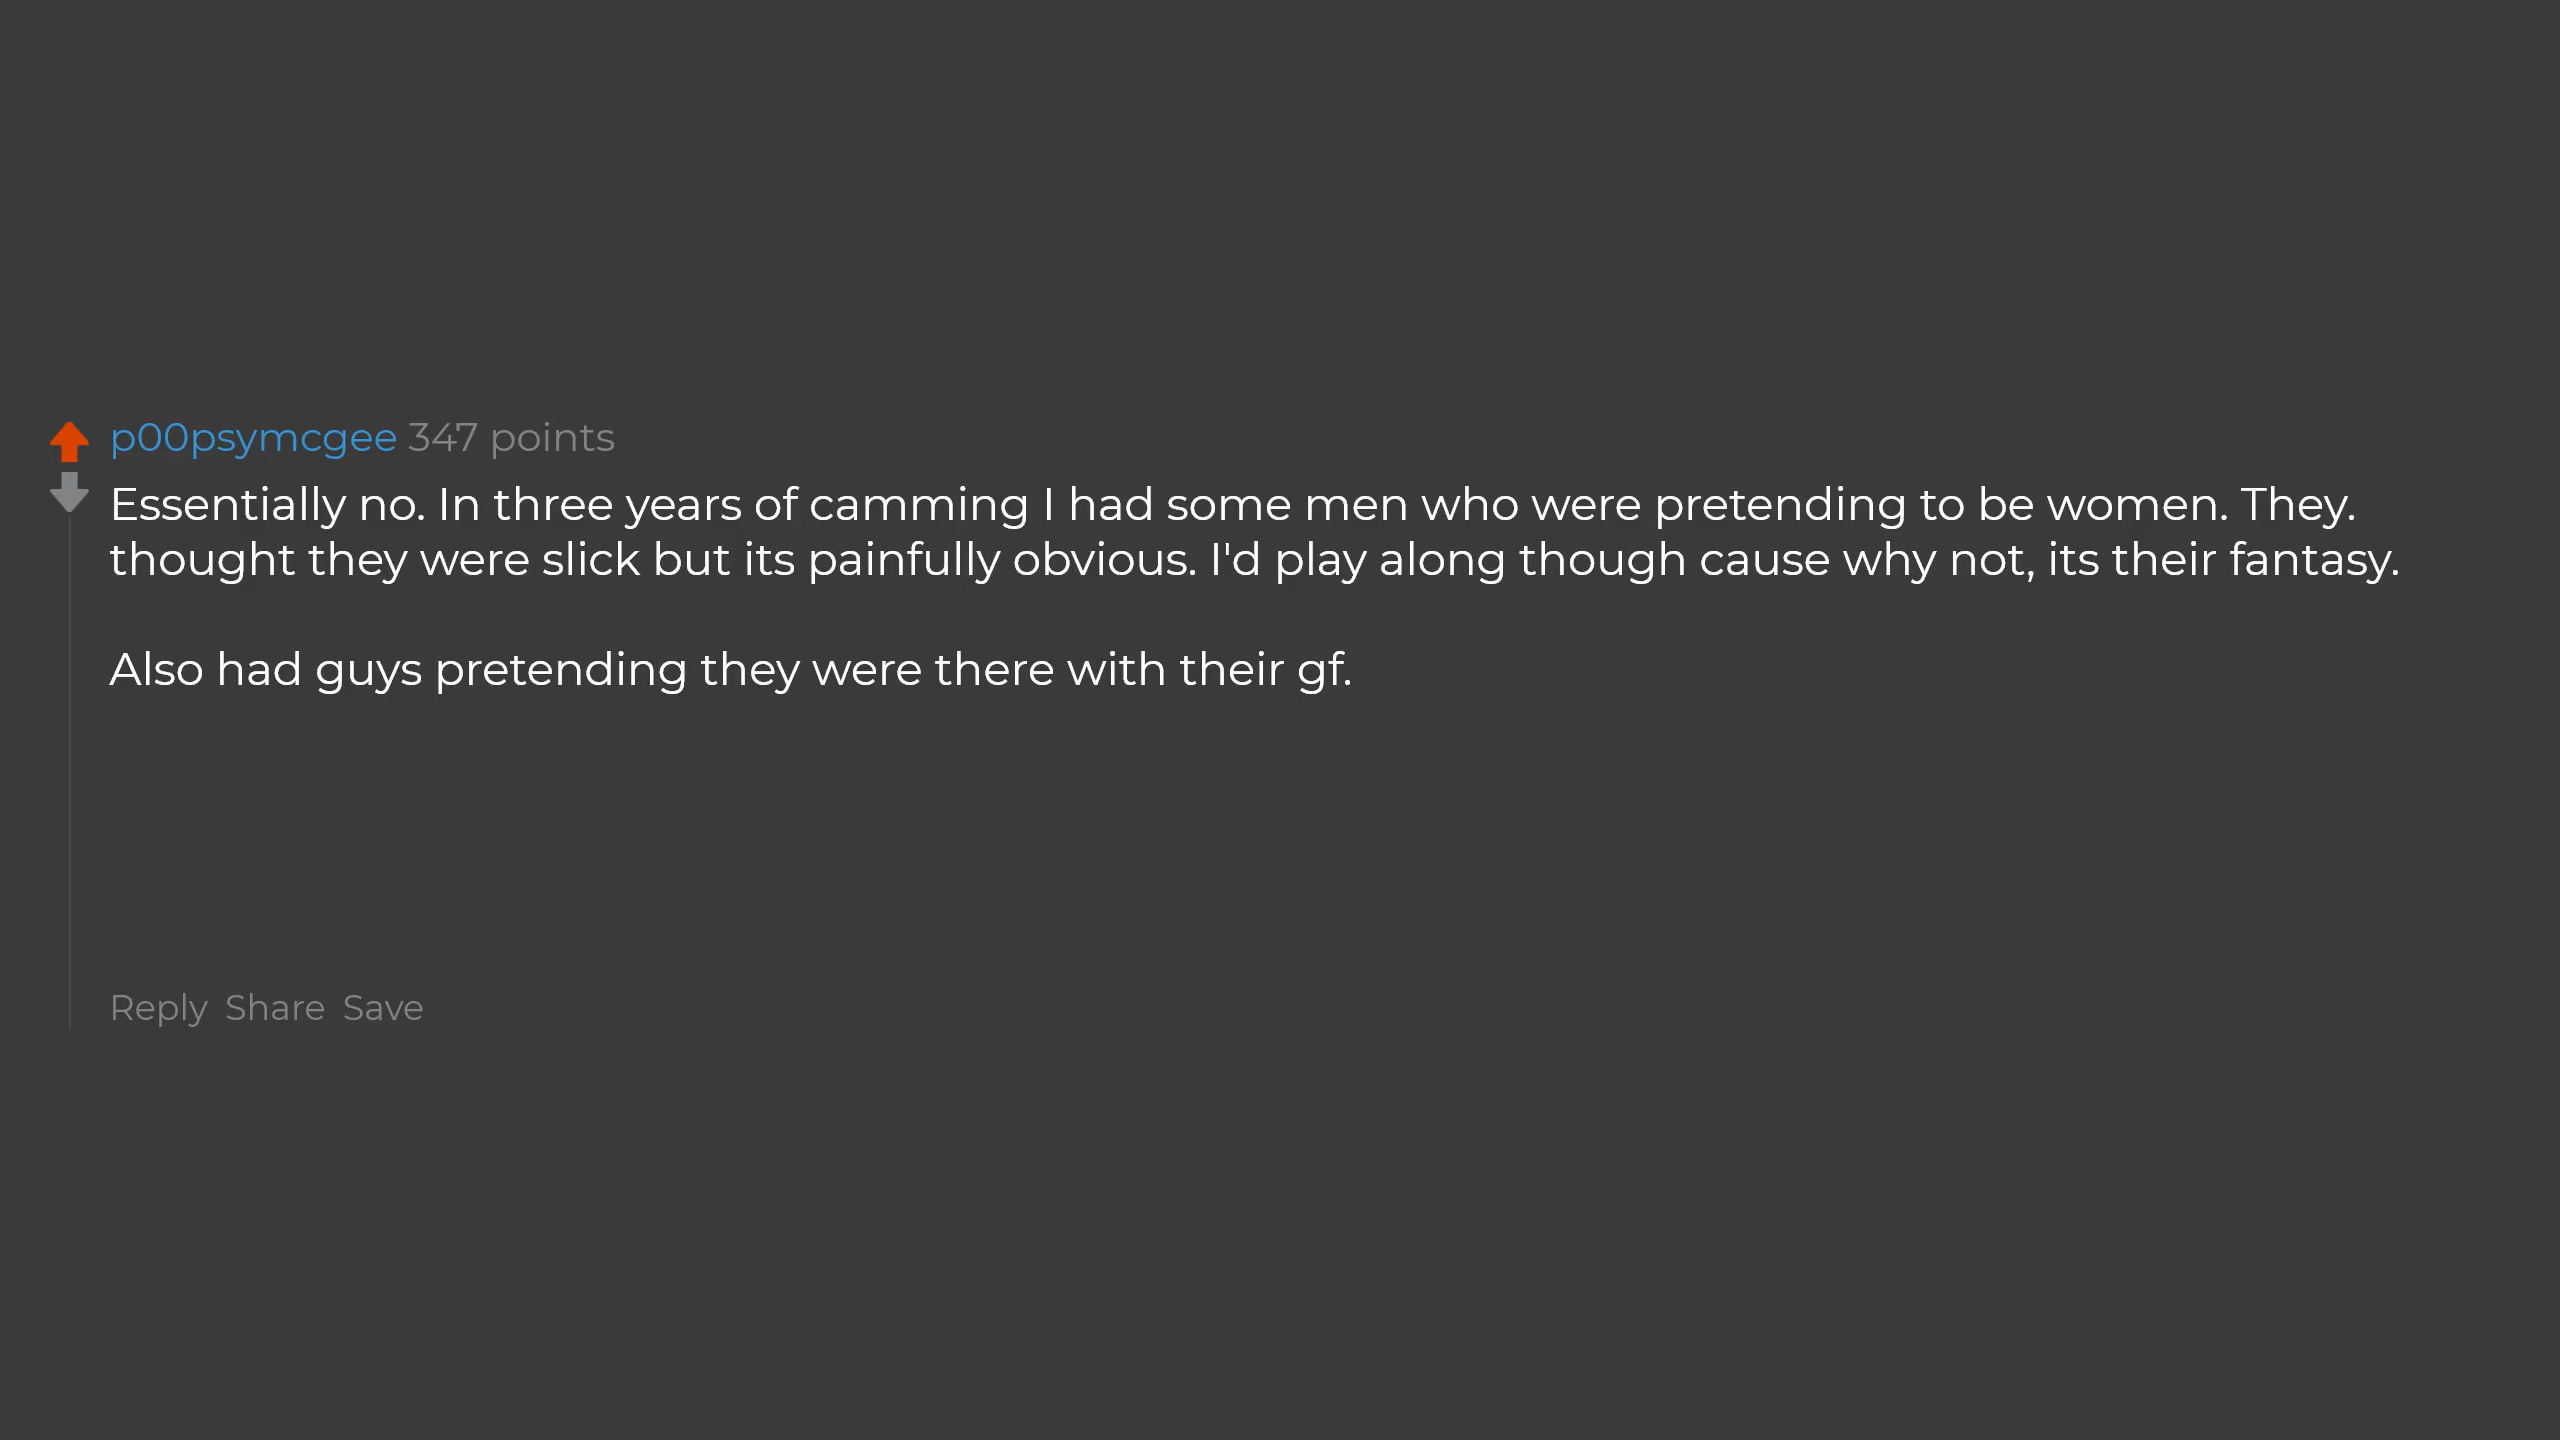 p00psymcgee 347 points
Essentially no. In three years of camming I had some men who were pretending to be women. They.
thought they were slick but its painfully obvious. I'd play along though cause why not, its their fantasy.
Also had guys pretending they were there with their gf.
Reply Share Save